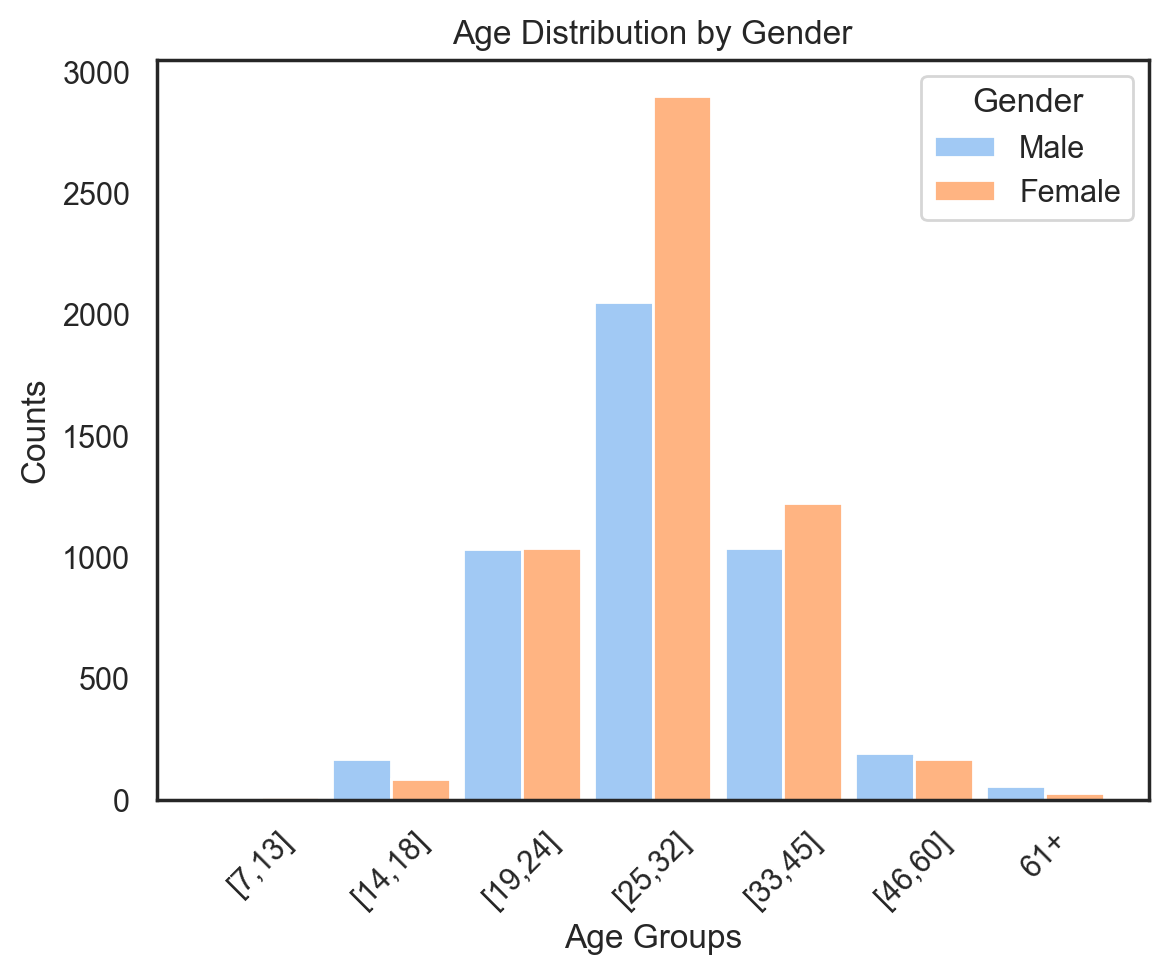 Age Distribution by Gender
3000
2500
2000
1500
1000
500
0
Counts
Gender
Male
Female
[7,13]
[14,18]
[19,24]
[25,32]
[33,45]
[46,60]
61+
Age Groups